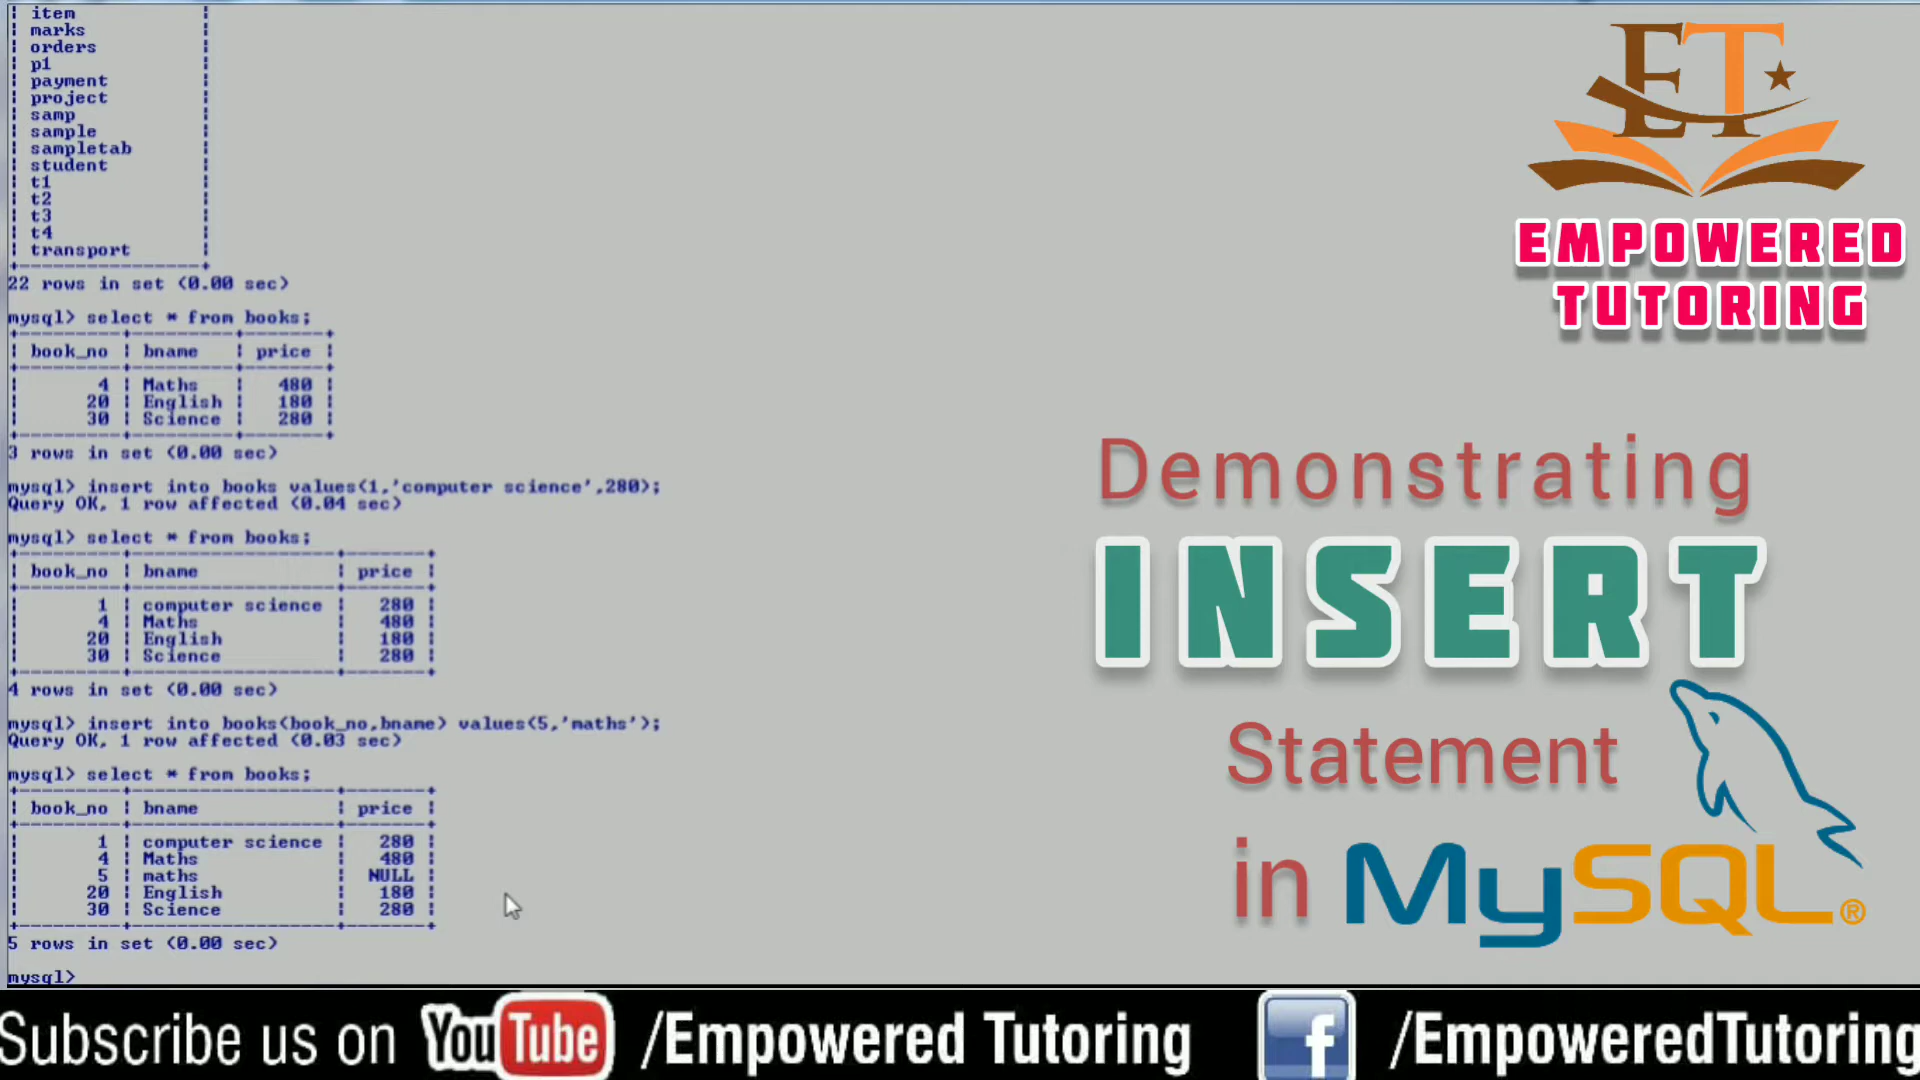 item
marks
orders
p1
payment
project
samp
sample
sampletab
student
t1
t2
t3
t4
transport
22 rows in set (0.00 sec)
mysql> select * from books;
book_no | bname | price
4 | Maths | 480
20 | English | 180
30 | Science | 280
3 rows in set (0.00 sec)
mysql> insert into books values(1,'computer science',280);
Query OK, 1 row affected (0.04 sec)
mysql> select * from books;
book_no | bname | price
1 | computer science | 280
4 | Maths | 480
20 | English | 180
30 | Science | 280
4 rows in set (0.00 sec)
mysql> insert into books(book_no,bname) values(5,'maths');
Query OK, 1 row affected (0.03 sec)
mysql> select * from books;
book_no | bname | price
1 | computer science | 280
4 | Maths | 480
5 | maths | NULL
20 | English | 180
30 | Science | 280
5 rows in set (0.00 sec)
mysql>
ET
EMPOWERED
TUTORING
Demonstrating
INSERT
Statement
in MySQL®
Subscribe us on YouTube /Empowered Tutoring f /EmpoweredTutoring